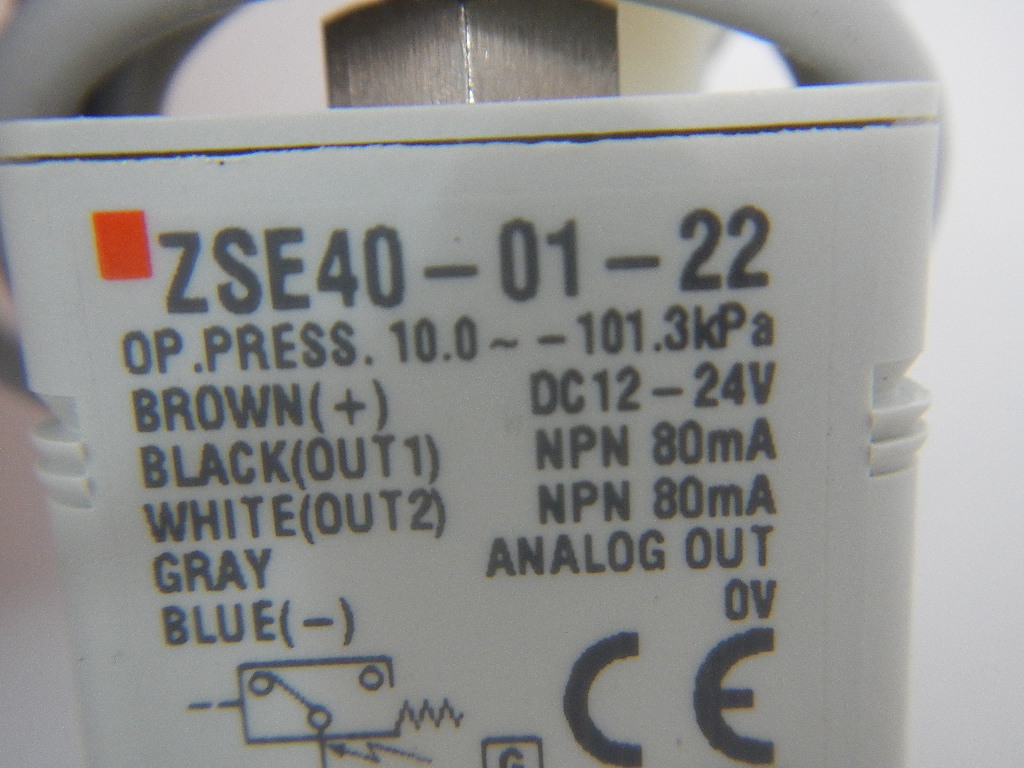 ZSE40-01-22
OP.PRESS. 10.0~-101.3kPa
BROWN(+) DC12-24V
BLACK(OUT1) NPN 80mA
WHITE(OUT2) NPN 80mA
GRAY ANALOG OUT
BLUE(-) 0V
CE